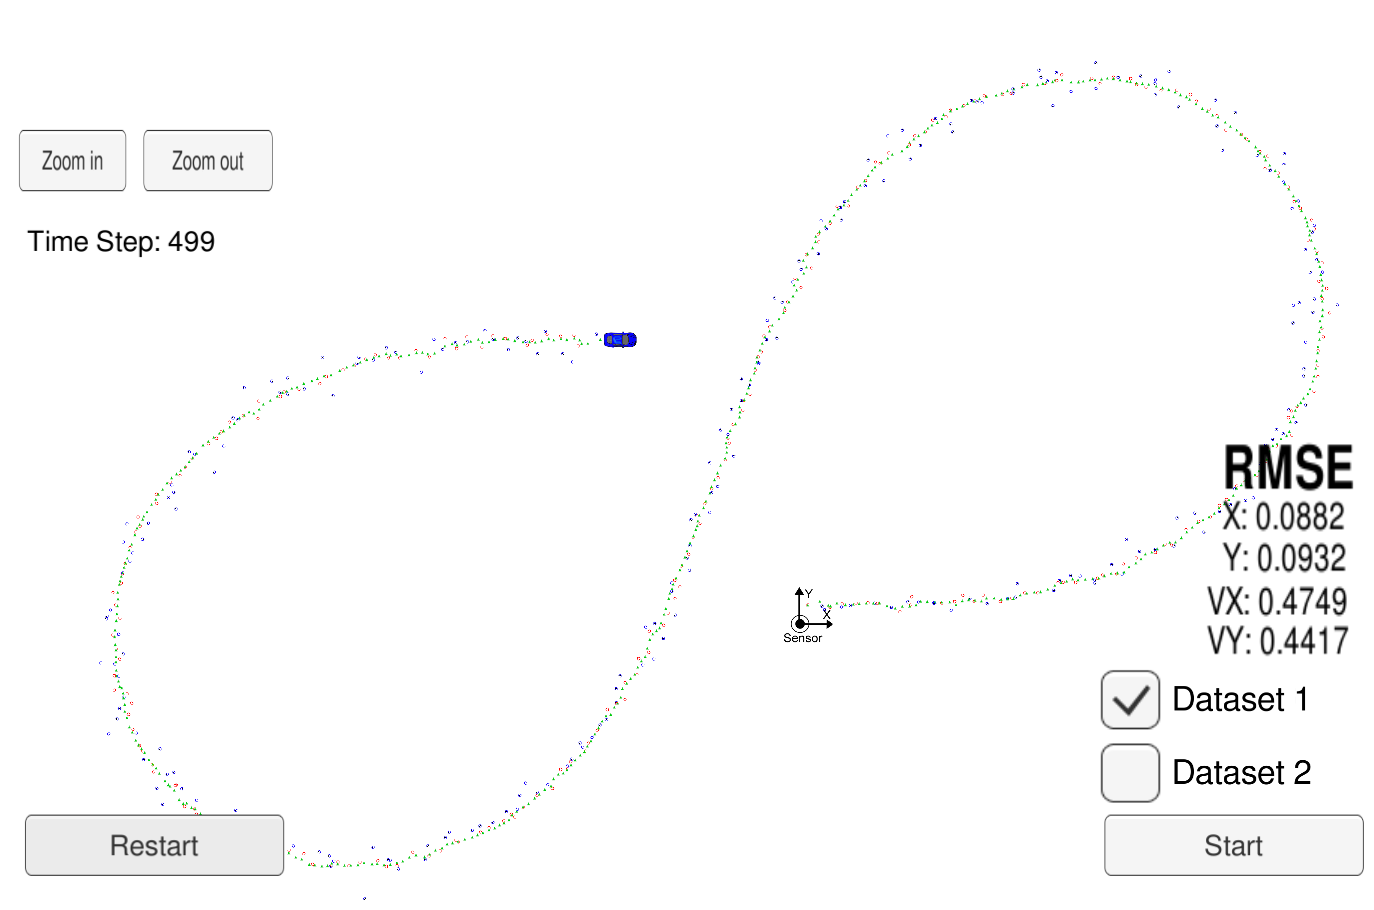 Zoom in
Zoom out
Time Step: 499
RMSE
X: 0.0882
Y: 0.0932
VX: 0.4749
VY: 0.4417
Y
X
Sensor
Dataset 1
Dataset 2
Restart
Start